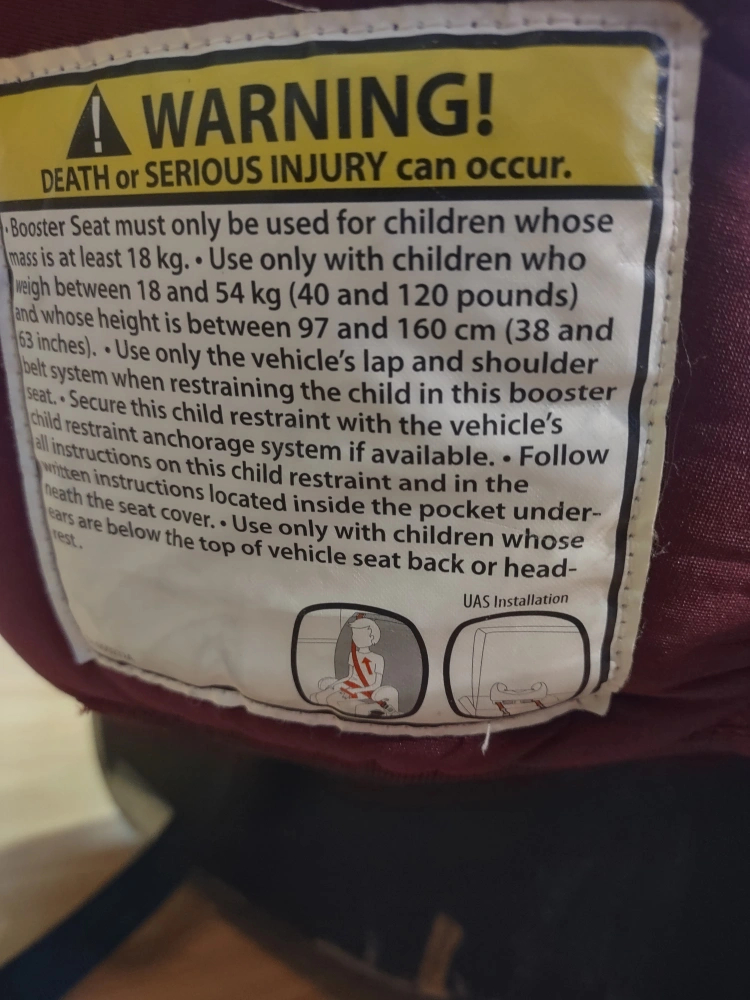 ! WARNING!
DEATH or SERIOUS INJURY can occur.
• Booster Seat must only be used for children whose
mass is at least 18 kg. • Use only with children who
weigh between 18 and 54 kg (40 and 120 pounds)
and whose height is between 97 and 160 cm (38 and
63 inches). • Use only the vehicle's lap and shoulder
belt system when restraining the child in this booster
seat. • Secure this child restraint with the vehicle's
child restraint anchorage system if available. • Follow
all instructions on this child restraint and in the
written instructions located inside the pocket under-
neath the seat cover. • Use only with children whose
ears are below the top of vehicle seat back or head-
rest.
UAS Installation